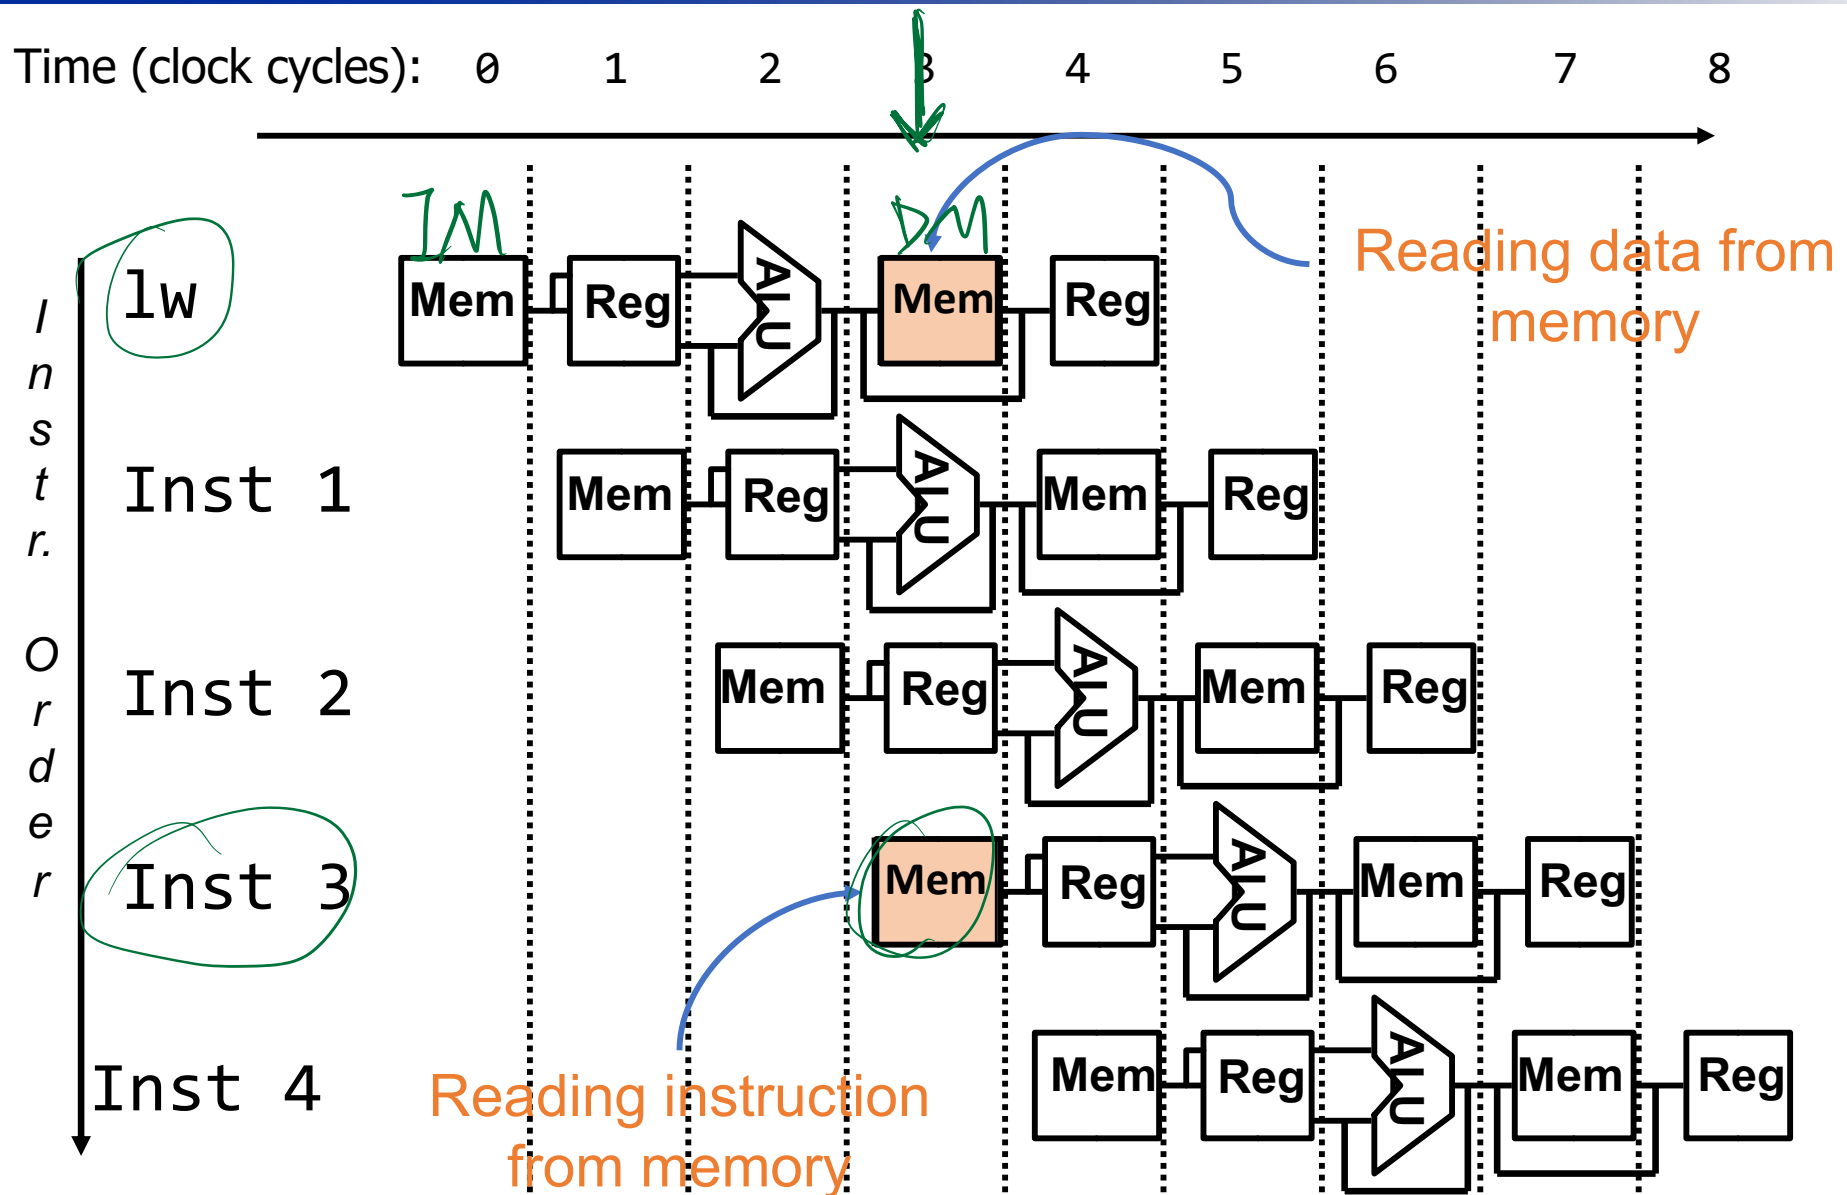 Time (clock cycles): 0 1 2 3 4 5 6 7 8
IM DM
Reading data from
memory
Instr. Order
lw Mem Reg ALU Mem Reg
Inst 1 Mem Reg ALU Mem Reg
Inst 2 Mem Reg ALU Mem Reg
Inst 3 Mem Reg ALU Mem Reg
Inst 4 Mem Reg ALU Mem Reg
Reading instruction
from memory